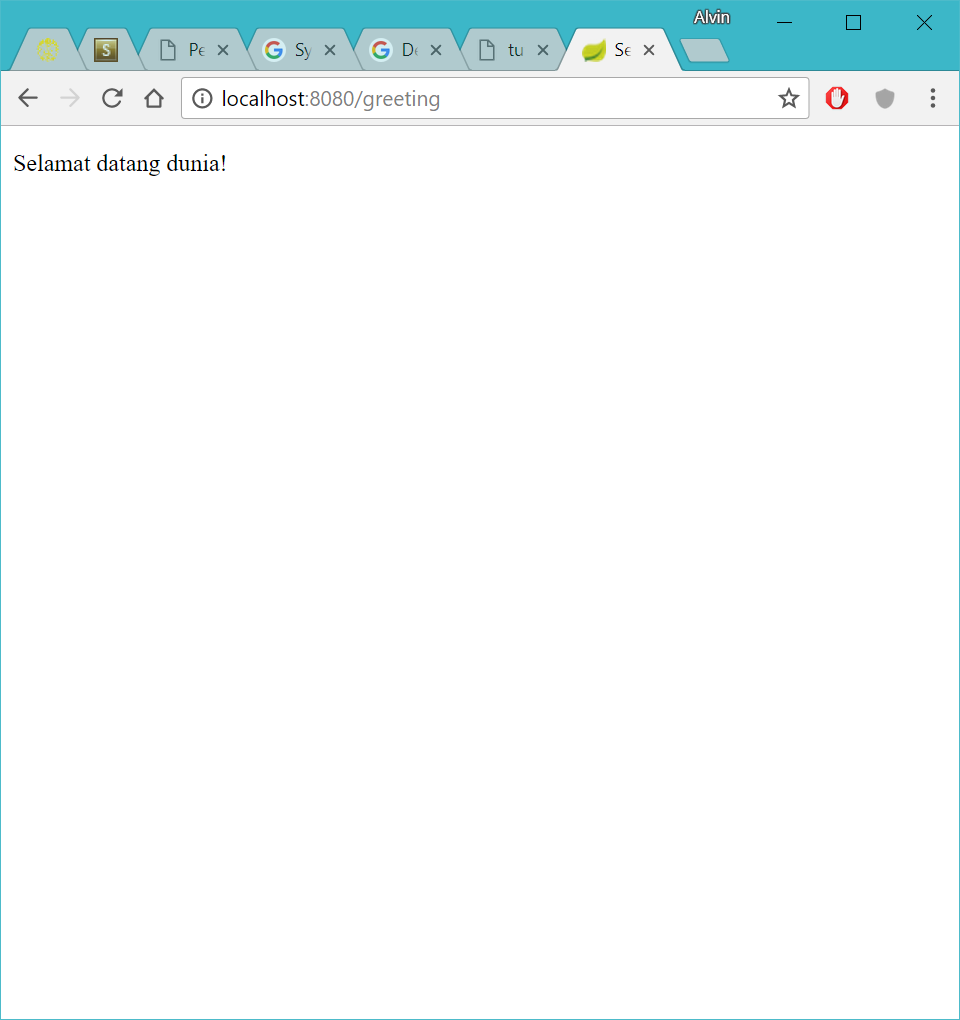 Alvin
S Pe Sy De tu Se
localhost:8080/greeting
Selamat datang dunia!